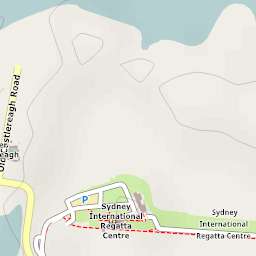 Old Castlereagh Road
P
Sydney
International
Regatta
Centre
Sydney
International
Regatta Centre